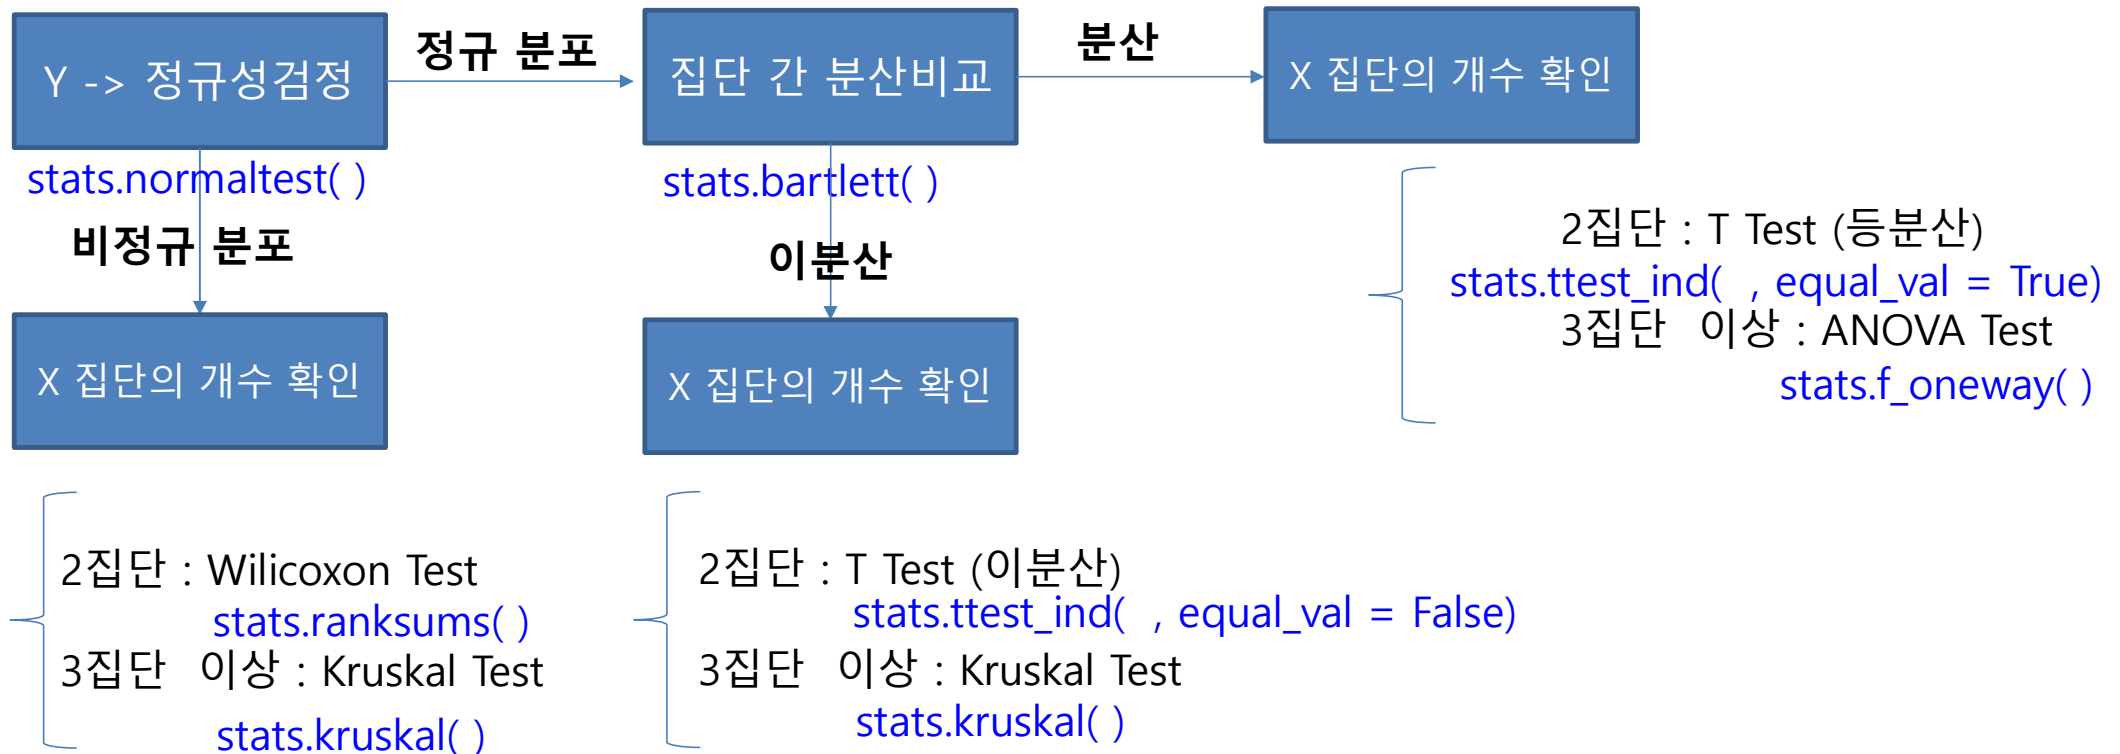 Y -> 정규성검정
정규 분포
집단 간 분산비교
분산
X 집단의 개수 확인
stats.normaltest( )
stats.bartlett( )
비정규 분포
이분산
X 집단의 개수 확인
X 집단의 개수 확인
2집단 : T Test (등분산)
stats.ttest_ind(  , equal_val = True)
3집단  이상 : ANOVA Test
stats.f_oneway( )
2집단 : Wilicoxon Test
stats.ranksums( )
3집단  이상 : Kruskal Test
stats.kruskal( )
2집단 : T Test (이분산)
stats.ttest_ind(  , equal_val = False)
3집단  이상 : Kruskal Test
stats.kruskal( )